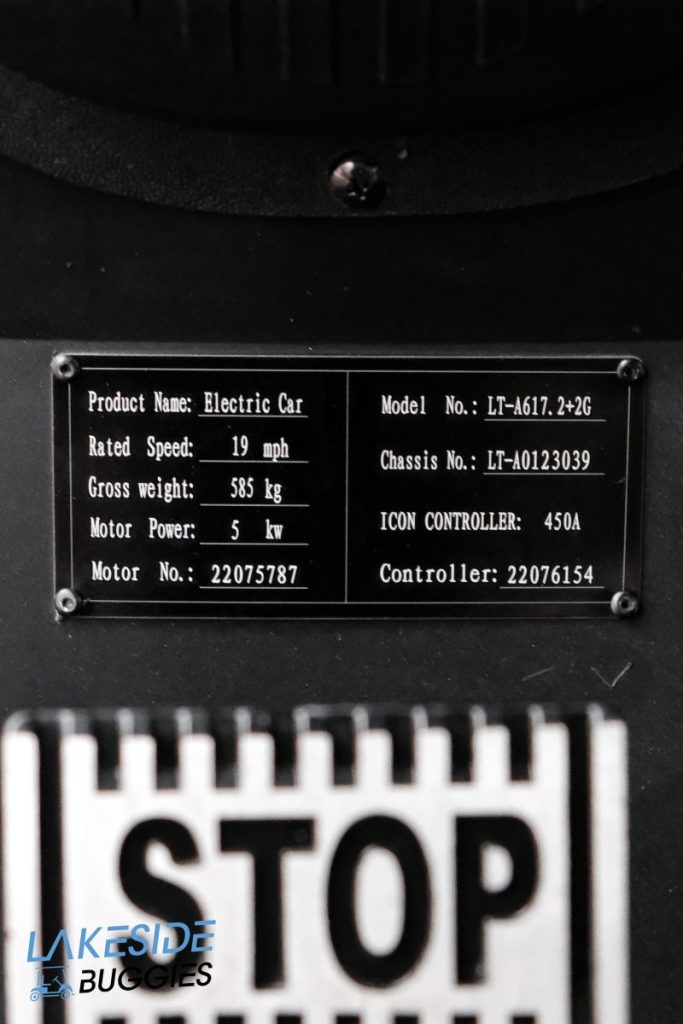 Product Name: Electric Car
Rated Speed: 19 mph
Gross weight: 585 kg
Motor Power: 5 kw
Motor No.: 22075787
Model No.: LT-A617.2+2G
Chassis No.: LT-A0123039
ICON CONTROLLER: 450A
Controller: 22076154
STOP
LAKESIDE
BUGGIES